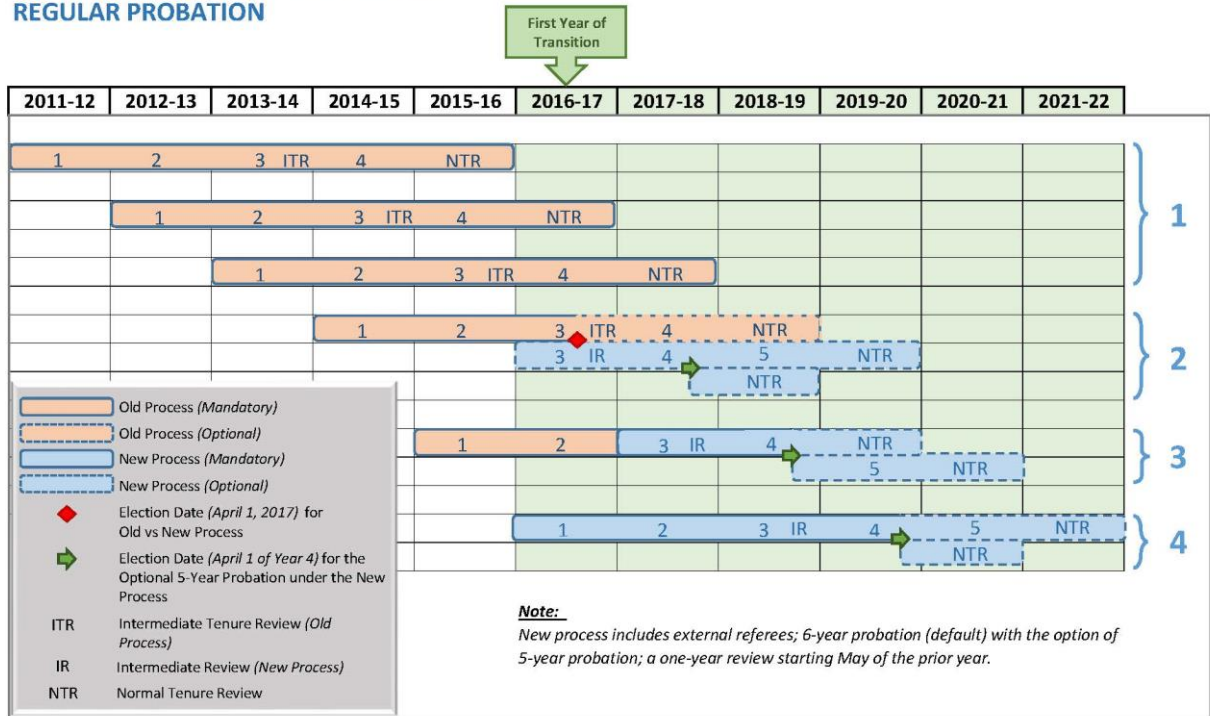 REGULAR PROBATION
First Year of
Transition
2011-12 2012-13 2013-14 2014-15 2015-16 2016-17 2017-18 2018-19 2019-20 2020-21 2021-22
1 2 3 ITR 4 NTR
1 2 3 ITR 4 NTR
1
1 2 3 ITR 4 NTR
1 2 3 ITR 4 NTR
3 IR 4 5 NTR
2
NTR
1 2 3 IR 4 NTR
3
5 NTR
1 2 3 IR 4 5 NTR
4
NTR
Old Process (Mandatory)
Old Process (Optional)
New Process (Mandatory)
New Process (Optional)
Election Date (April 1, 2017) for
Old vs New Process
Election Date (April 1 of Year 4) for the
Optional 5-Year Probation under the New
Process
ITR Intermediate Tenure Review (Old
Process)
IR Intermediate Review (New Process)
NTR Normal Tenure Review
Note:
New process includes external referees; 6-year probation (default) with the option of
5-year probation; a one-year review starting May of the prior year.